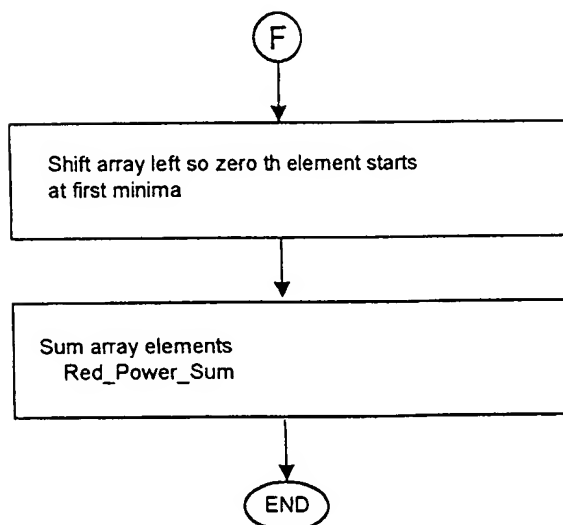 F
Shift array left so zero th element starts
at first minima
Sum array elements
Red_Power_Sum
END